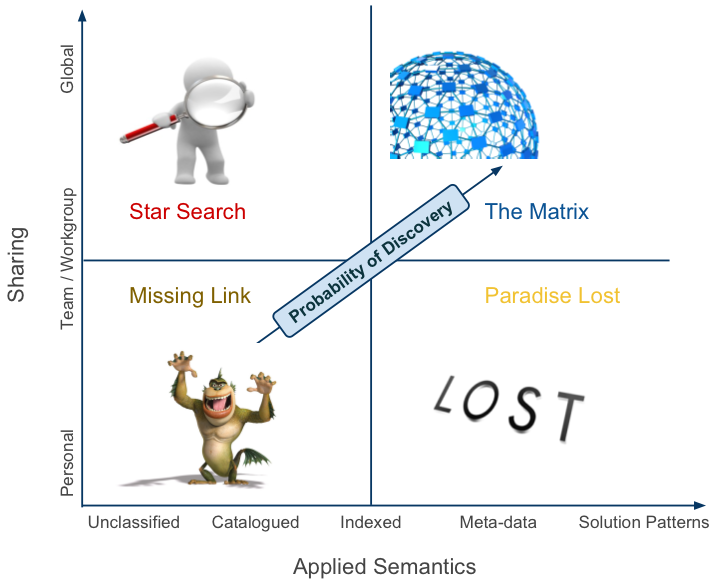 Global
Star Search
The Matrix
Probability of Discovery
Sharing
Team / Workgroup
Missing Link
Paradise Lost
LOST
Personal
Unclassified
Catalogued
Indexed
Meta-data
Solution Patterns
Applied Semantics